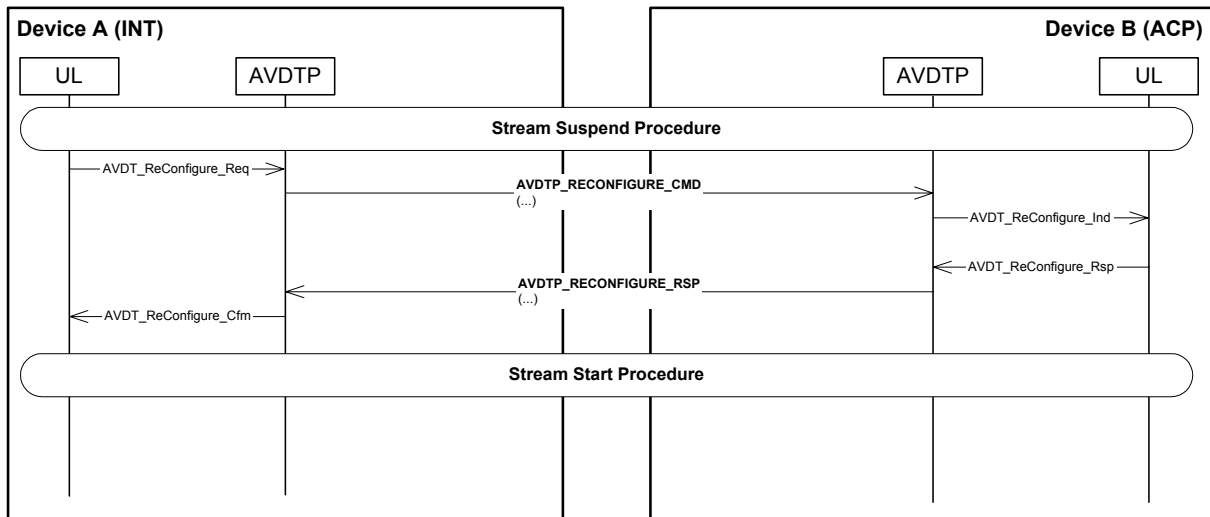 Device A (INT)
Device B (ACP)
UL
AVDTP
AVDTP
UL
Stream Suspend Procedure
AVDT_ReConfigure_Req
AVDTP_RECONFIGURE_CMD
(...)
AVDT_ReConfigure_Ind
AVDT_ReConfigure_Rsp
AVDTP_RECONFIGURE_RSP
(...)
AVDT_ReConfigure_Cfm
Stream Start Procedure